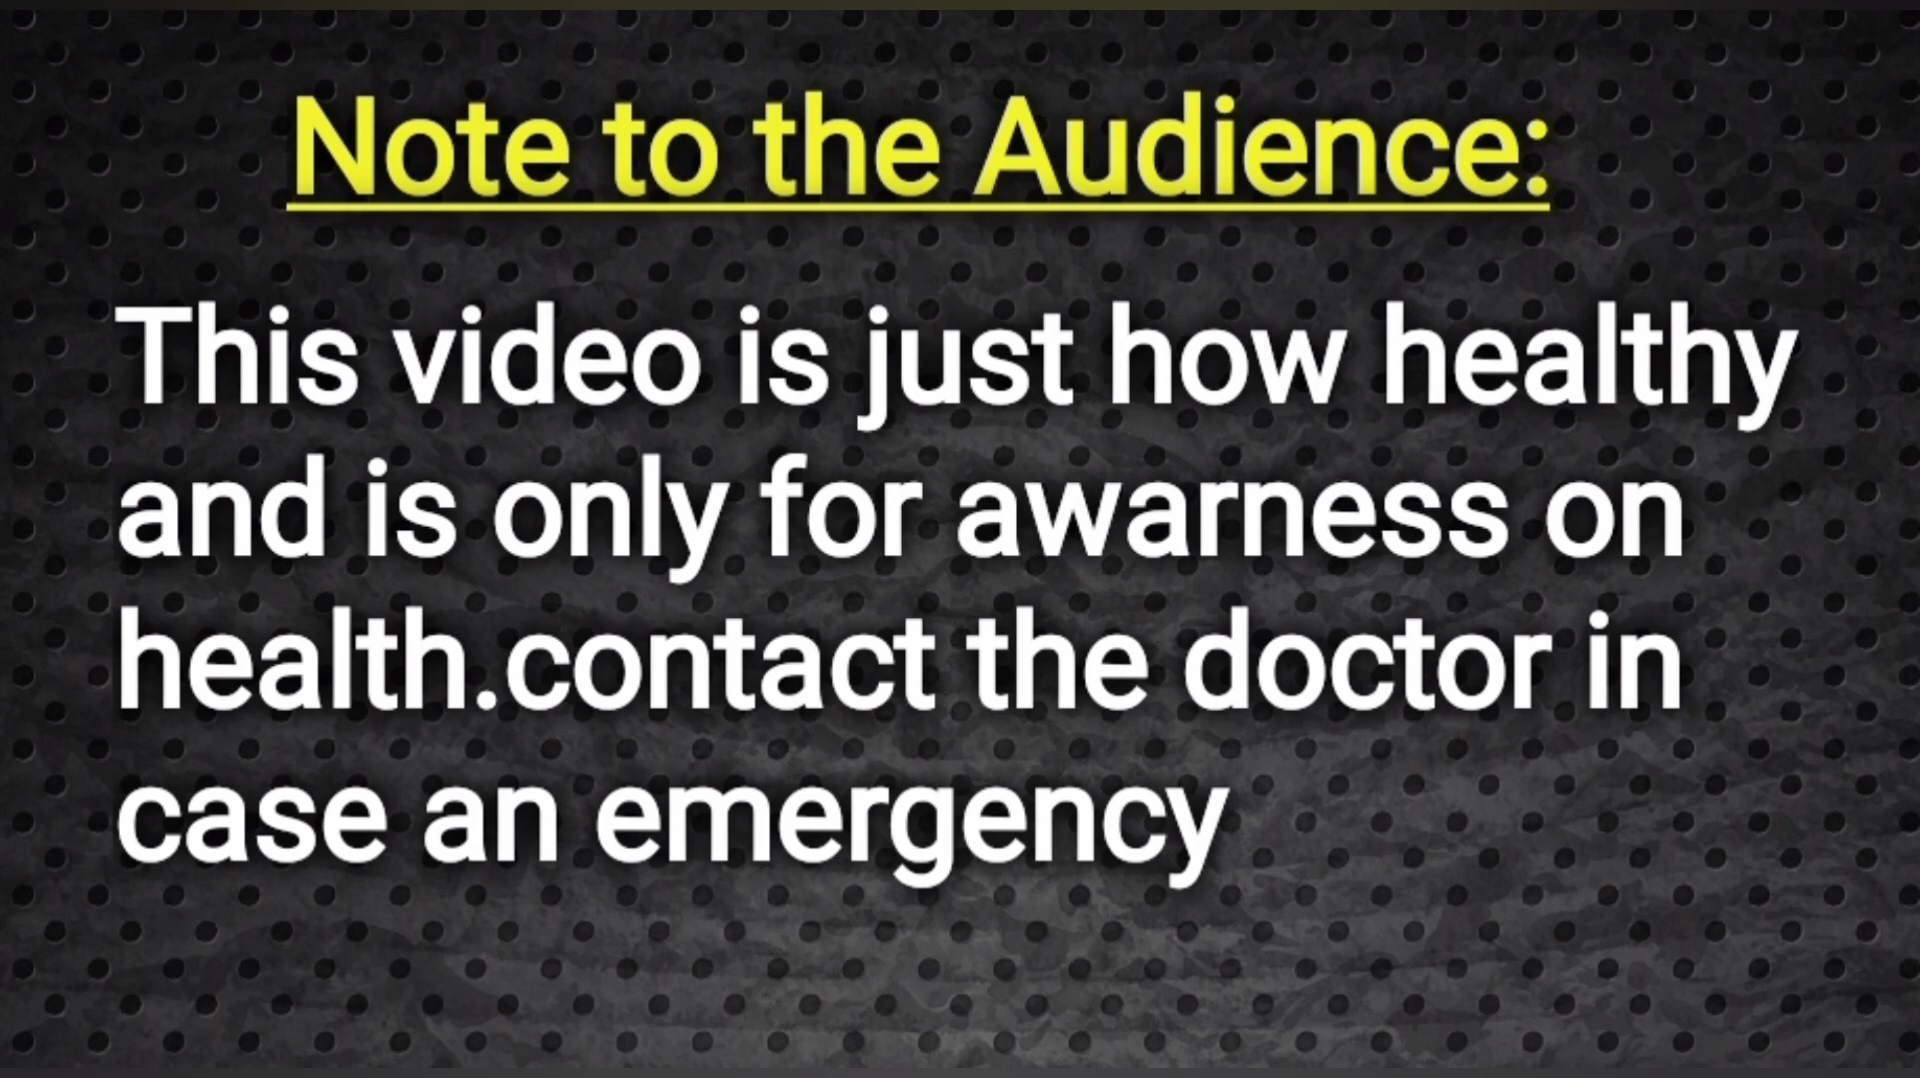 Note to the Audience:
This video is just how healthy
and is only for awarness on
health.contact the doctor in
case an emergency